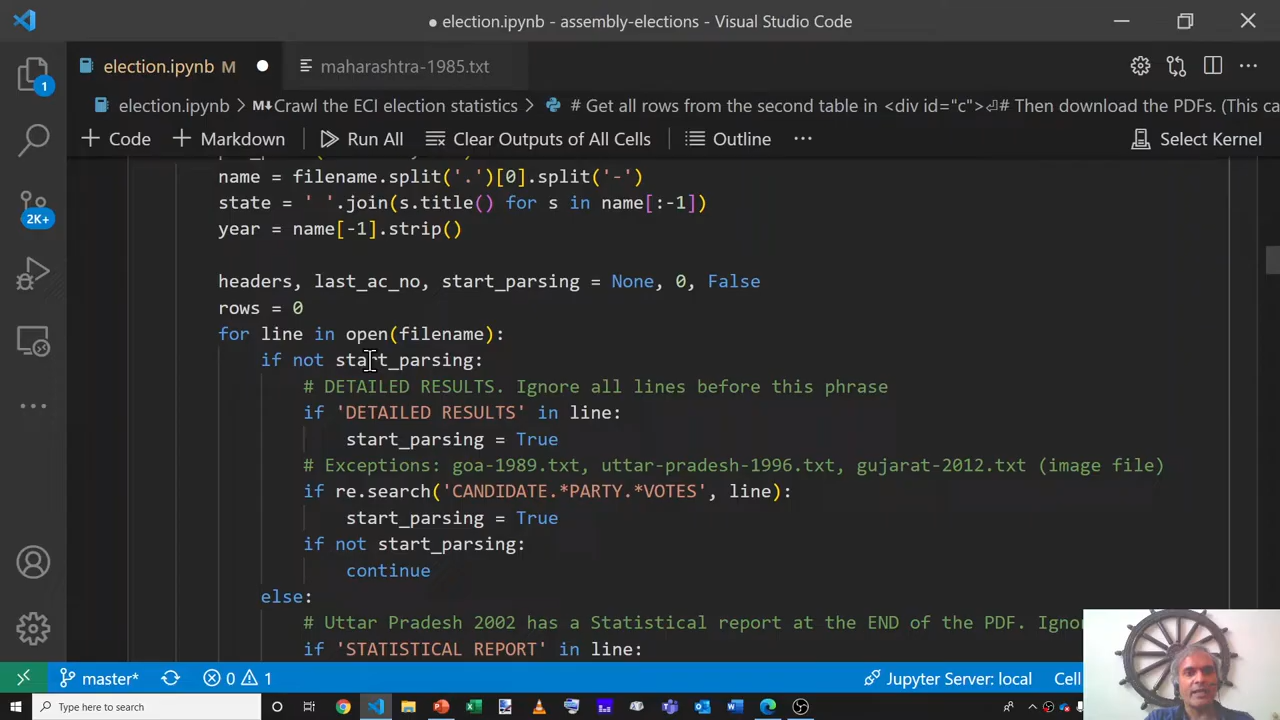 ● election.ipynb - assembly-elections - Visual Studio Code
election.ipynb M ●
maharashtra-1985.txt
election.ipynb > M↓Crawl the ECI election statistics > # Get all rows from the second table in <div id="c">⏎# Then download the PDFs. (This ca
+ Code + Markdown Run All Clear Outputs of All Cells Outline ··· Select Kernel
name = filename.split('.')[0].split('-')
state = ' '.join(s.title() for s in name[:-1])
year = name[-1].strip()
headers, last_ac_no, start_parsing = None, 0, False
rows = 0
for line in open(filename):
if not start_parsing:
# DETAILED RESULTS. Ignore all lines before this phrase
if 'DETAILED RESULTS' in line:
start_parsing = True
# Exceptions: goa-1989.txt, uttar-pradesh-1996.txt, gujarat-2012.txt (image file)
if re.search('CANDIDATE.*PARTY.*VOTES', line):
start_parsing = True
if not start_parsing:
continue
else:
# Uttar Pradesh 2002 has a Statistical report at the END of the PDF. Igno
if 'STATISTICAL REPORT' in line:
1
2K+
master* 0 1 Jupyter Server: local Cell
Type here to search